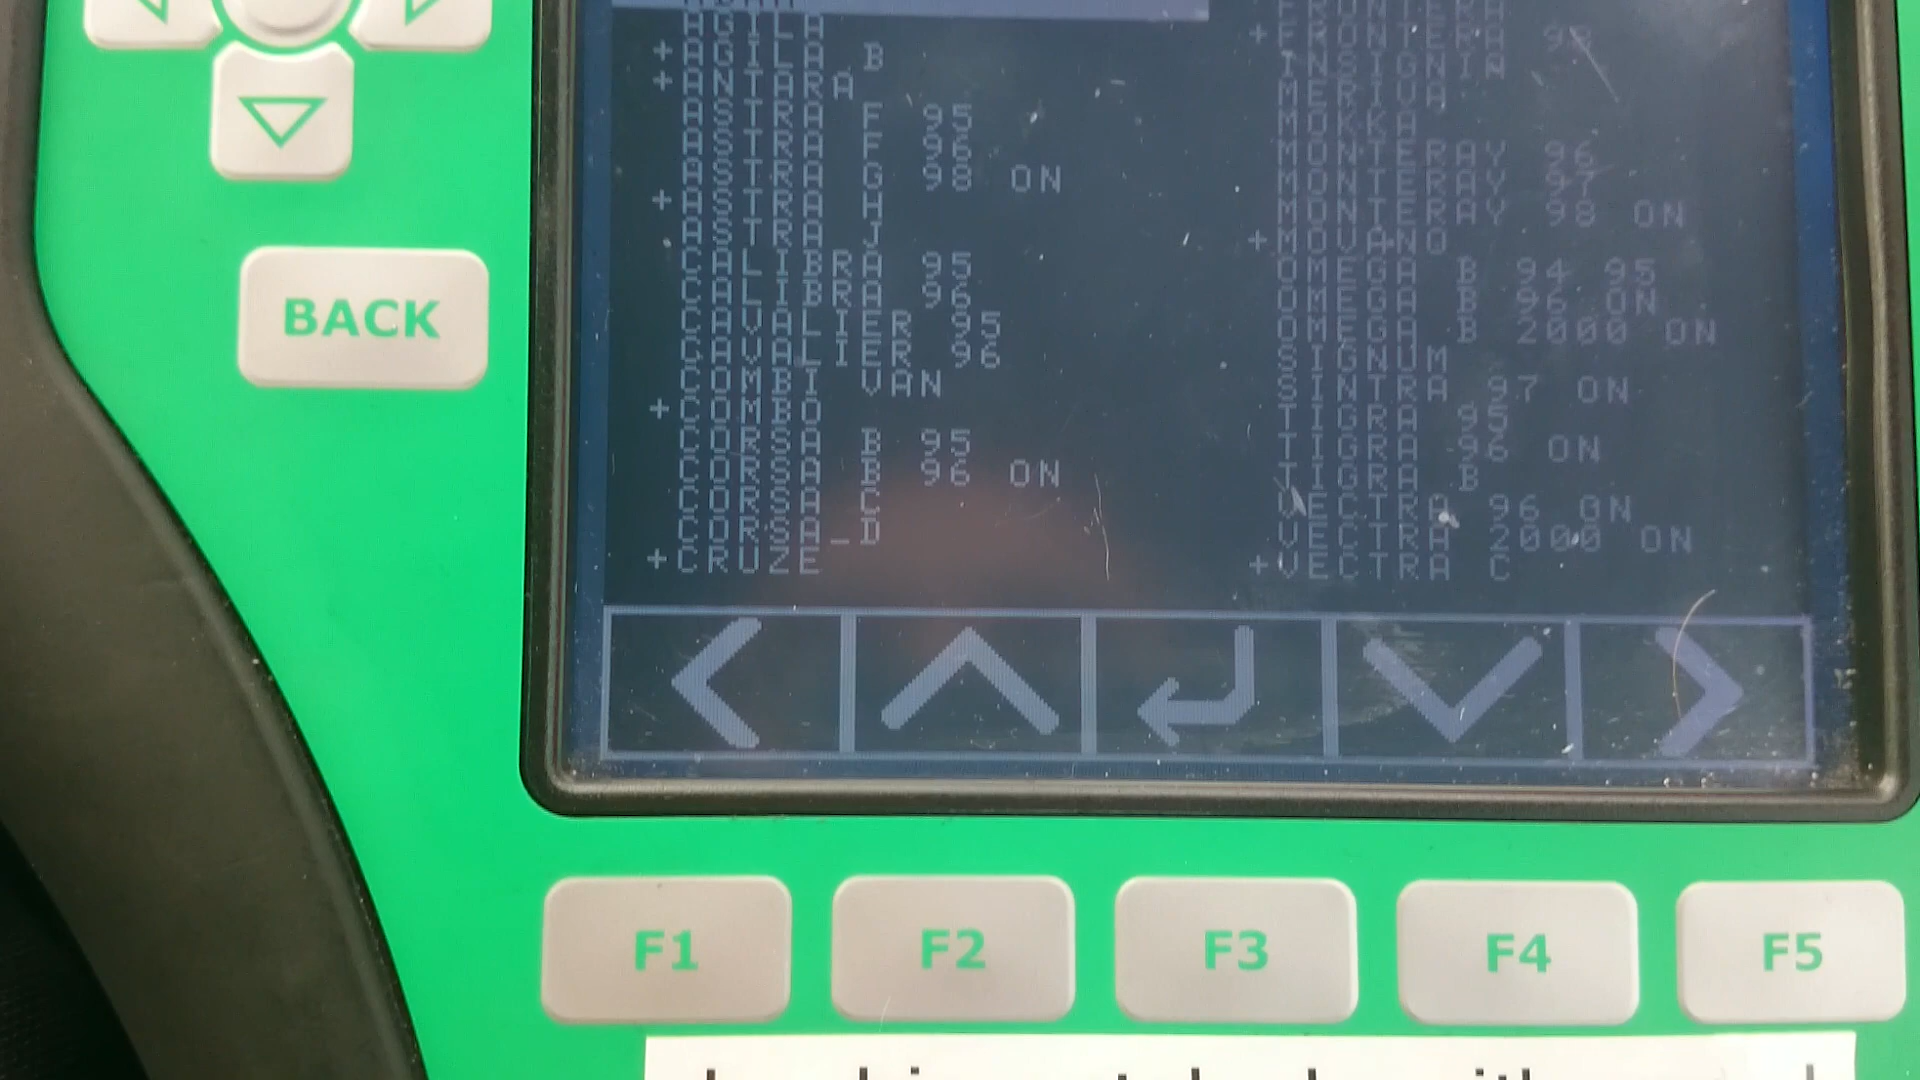 AGILA
+AGILA B
+ANTARA
ASTRA F 95
ASTRA F 96
ASTRA G 98 ON
+ASTRA H
ASTRA J
CALIBRA 95
CALIBRA 96
CAVALIER 95
CAVALIER 96
COMBI VAN
+COMBO
CORSA B 95
CORSA B 96 ON
CORSA C
CORSA_D
+CRUZE
FRONTERA
+FRONTERA 98
INSIGNIA
MERIVA
MOKKA
MONTERAY 96
MONTERAY 97
MONTERAY 98 ON
+MOVANO
OMEGA B 94 95
OMEGA B 96 ON
OMEGA B 2000 ON
SIGNUM
SINTRA 97 ON
TIGRA 95
TIGRA 96 ON
TIGRA B
VECTRA 96 ON
VECTRA 2000 ON
+VECTRA C
BACK
F1 F2 F3 F4 F5